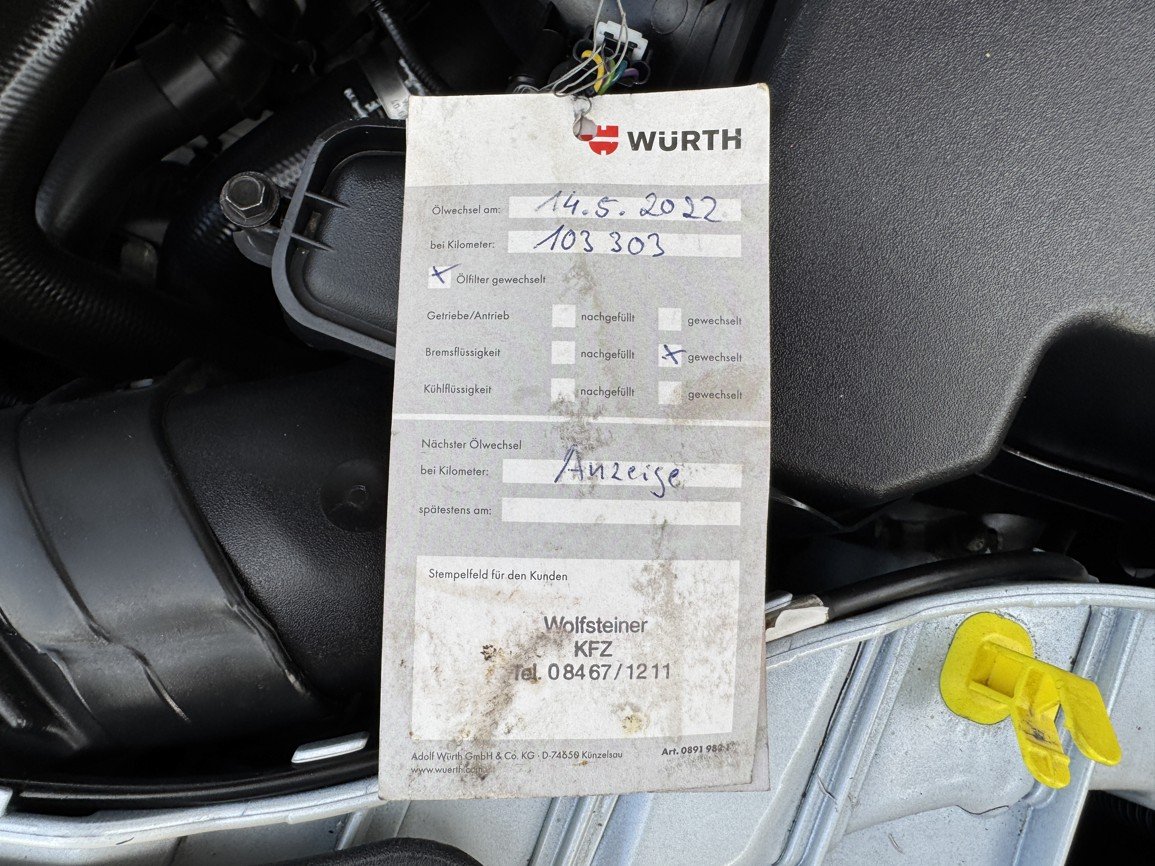 WÜRTH
Ölwechsel am: 14.5.2022
bei Kilometer: 103 303
Ölfilter gewechselt
Getriebe/Antrieb nachgefüllt gewechselt
Bremsflüssigkeit nachgefüllt gewechselt
Kühlflüssigkeit nachgefüllt gewechselt
Nächster Ölwechsel
bei Kilometer: Anzeige
spätestens am:
Stempelfeld für den Kunden
Wolfsteiner
KFZ
Tel. 08467/1211
Adolf Würth GmbH & Co. KG · D-74650 Künzelsau
Art. 0891
www.wuerth.com